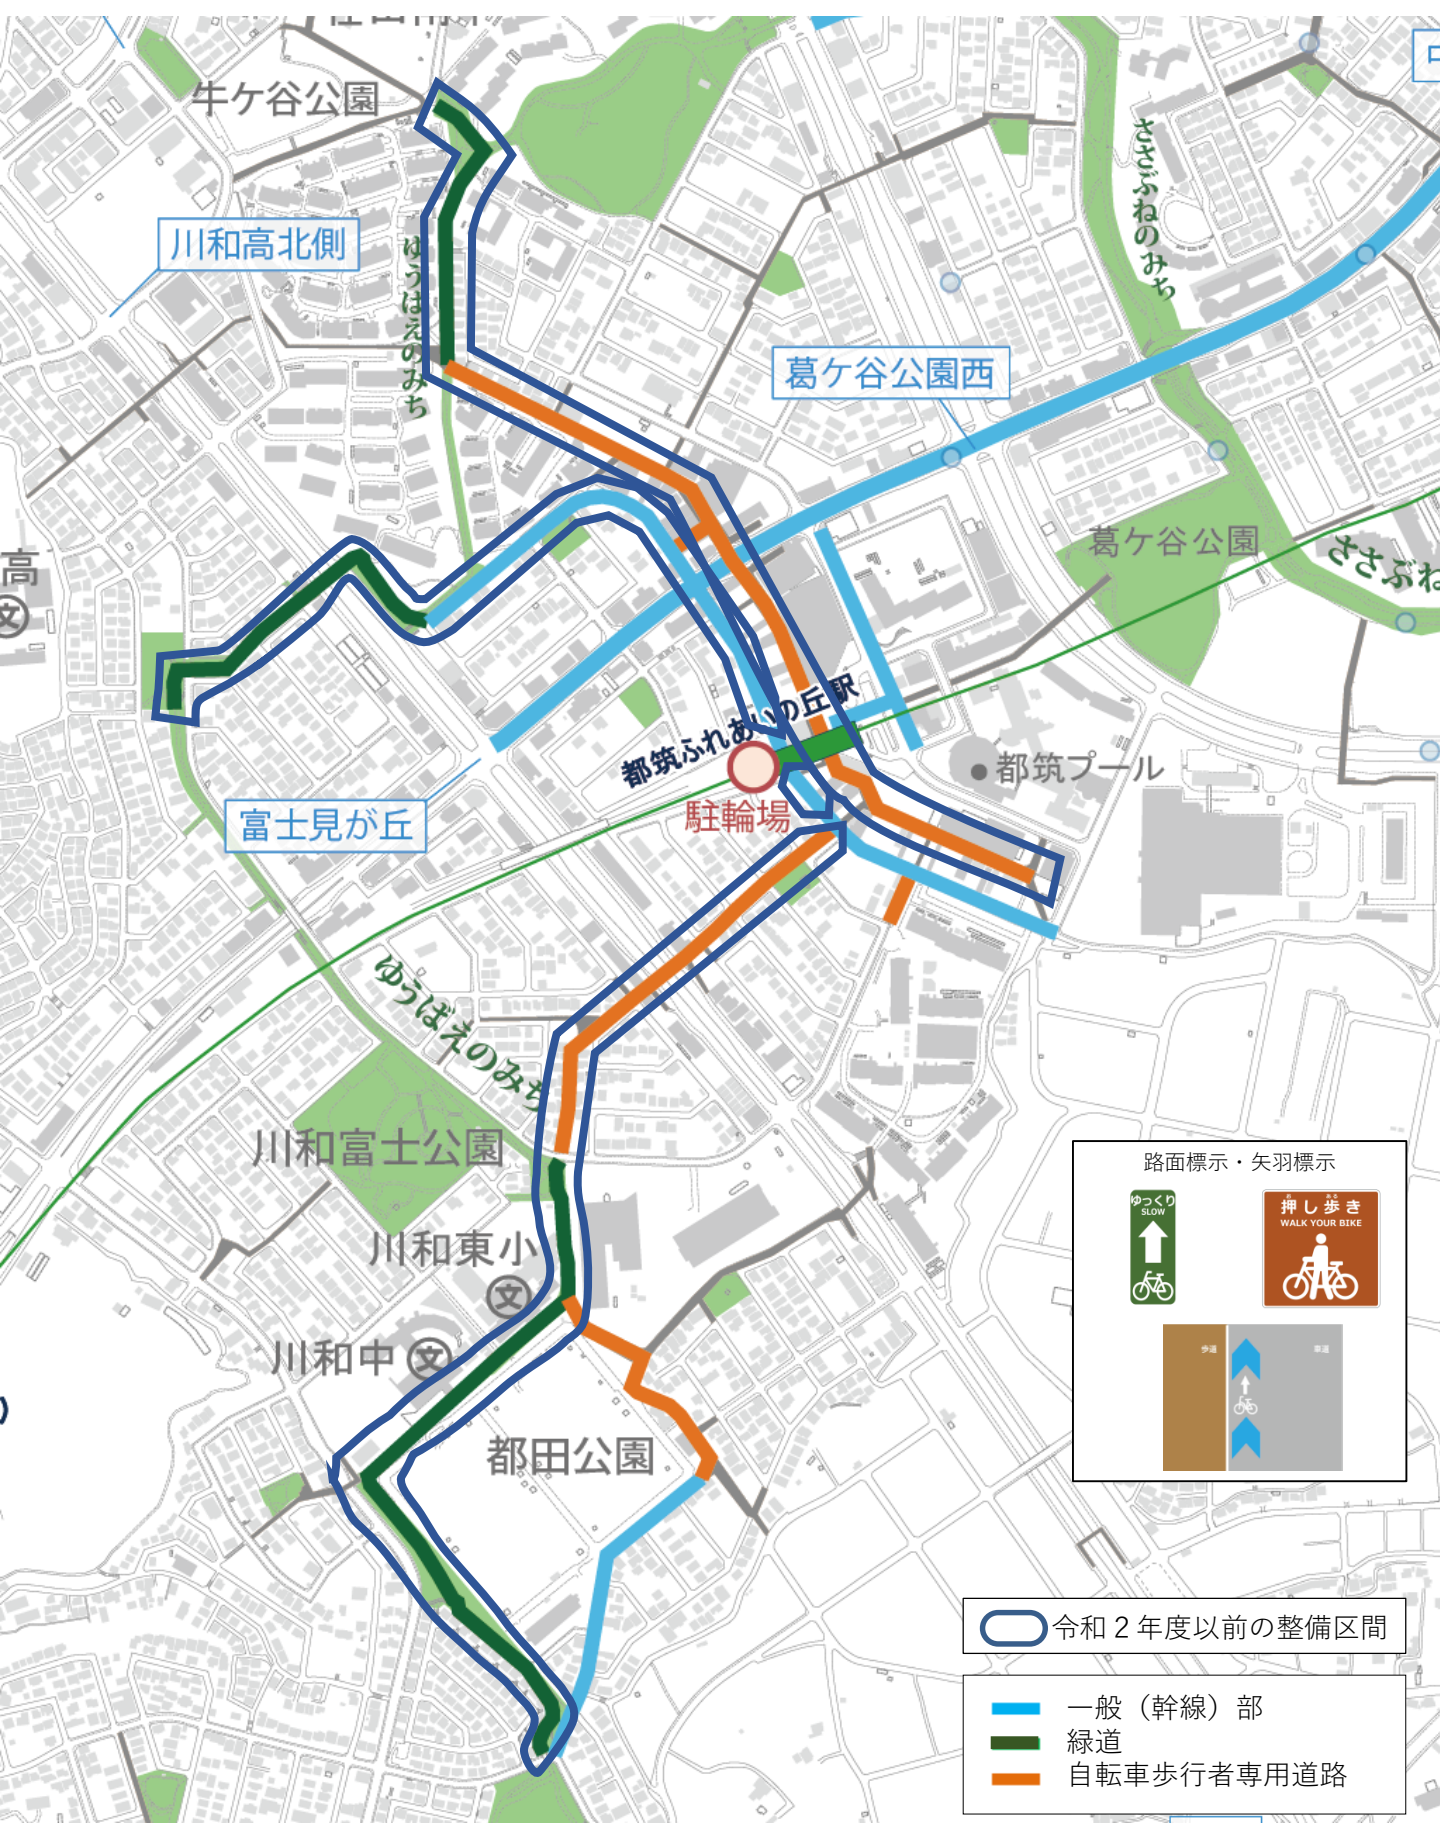 牛ケ谷公園
ささぶねのみち
川和高北側
ゆうばえのみち
葛ケ谷公園西
葛ケ谷公園
ささぶね
高
文
都筑ふれあいの丘駅
都筑プール
駐輪場
富士見が丘
ゆうばえのみち
川和富士公園
川和東小
文
川和中
文
都田公園
路面標示・矢羽標示
ゆっくり
SLOW
押し歩き
WALK YOUR BIKE
歩道
車道
令和２年度以前の整備区間
一般（幹線）部
緑道
自転車歩行者専用道路